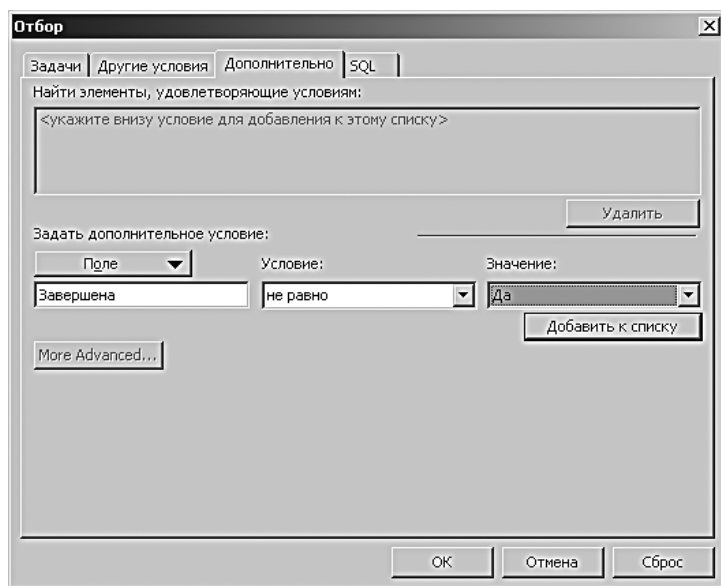 Отбор
Задачи Другие условия Дополнительно SQL
Найти элементы, удовлетворяющие условиям:
<укажите внизу условие для добавления к этому списку>
Удалить
Задать дополнительное условие:
Поле Условие: Значение:
Завершена не равно Да
Добавить к списку
More Advanced...
OK Отмена Сброс